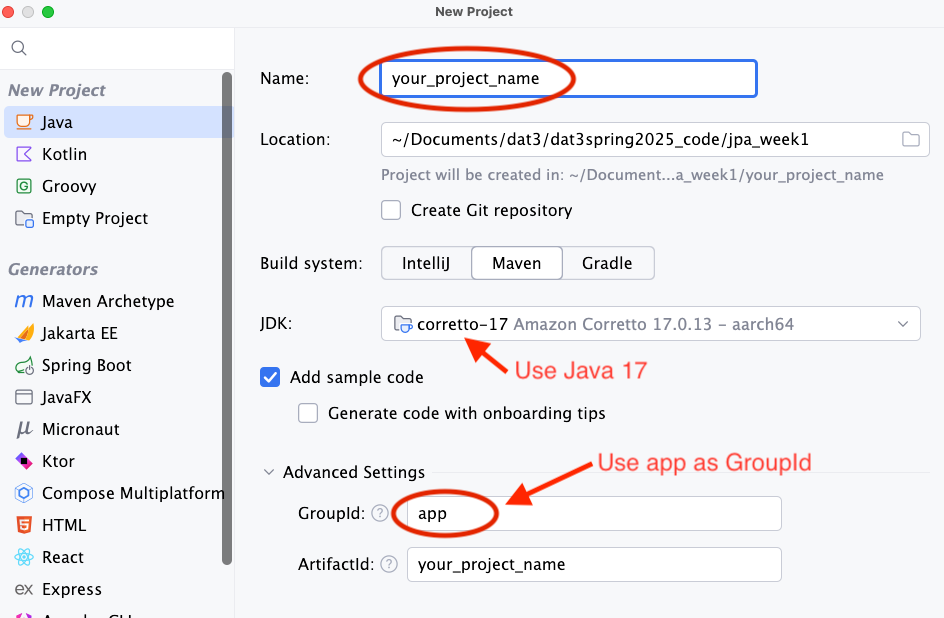 New Project
New Project
Java
Kotlin
Groovy
Empty Project
Generators
Maven Archetype
Jakarta EE
Spring Boot
JavaFX
Micronaut
Ktor
Compose Multiplatform
HTML
React
Express
Name:
your_project_name
Location:
~/Documents/dat3/dat3spring2025_code/jpa_week1
Project will be created in: ~/Document...a_week1/your_project_name
Create Git repository
Build system:
IntelliJ
Maven
Gradle
JDK:
corretto-17 Amazon Corretto 17.0.13 – aarch64
Use Java 17
Add sample code
Generate code with onboarding tips
Use app as GroupId
Advanced Settings
GroupId:
app
ArtifactId:
your_project_name